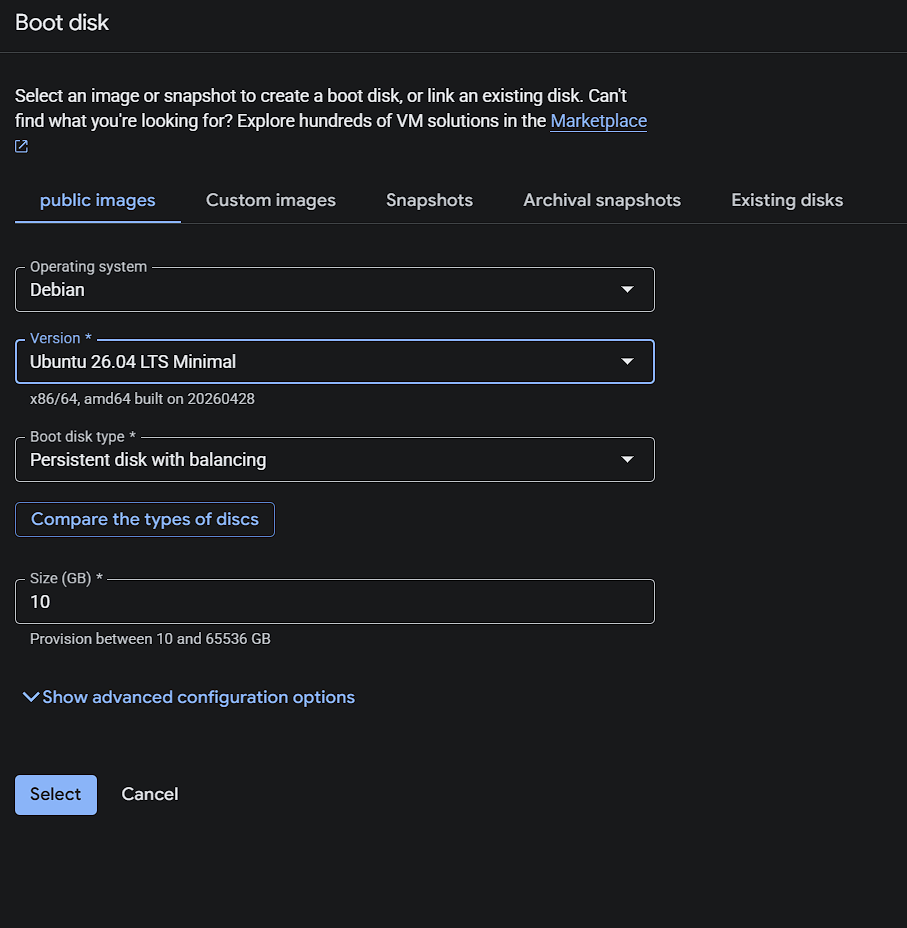 Boot disk
Select an image or snapshot to create a boot disk, or link an existing disk. Can't
find what you're looking for? Explore hundreds of VM solutions in the Marketplace
public images Custom images Snapshots Archival snapshots Existing disks
Operating system
Debian
Version *
Ubuntu 26.04 LTS Minimal
x86/64, amd64 built on 20260428
Boot disk type *
Persistent disk with balancing
Compare the types of discs
Size (GB) *
10
Provision between 10 and 65536 GB
Show advanced configuration options
Select Cancel